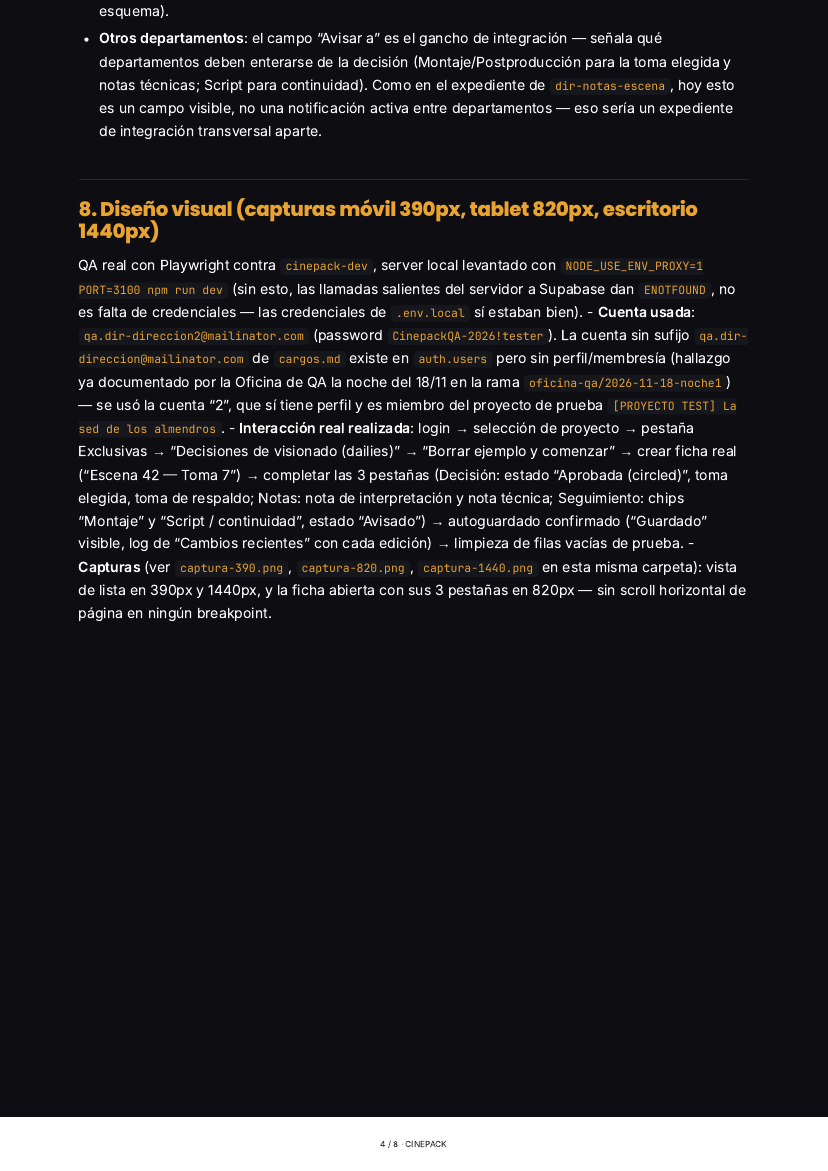 esquema).
• Otros departamentos: el campo “Avisar a” es el gancho de integración — señala qué
departamentos deben enterarse de la decisión (Montaje/Postproducción para la toma elegida y
notas técnicas; Script para continuidad). Como en el expediente de dir-notas-escena, hoy esto
es un campo visible, no una notificación activa entre departamentos — eso sería un expediente
de integración transversal aparte.
8. Diseño visual (capturas móvil 390px, tablet 820px, escritorio
1440px)
QA real con Playwright contra cinepack-dev, server local levantado con NODE_USE_ENV_PROXY=1
PORT=3100 npm run dev (sin esto, las llamadas salientes del servidor a Supabase dan ENOTFOUND, no
es falta de credenciales — las credenciales de .env.local sí estaban bien). - Cuenta usada:
qa.dir-direccion2@mailinator.com (password CinepackQA-2026!tester). La cuenta sin sufijo qa.dir-
direccion@mailinator.com de cargos.md existe en auth.users pero sin perfil/membresía (hallazgo
ya documentado por la Oficina de QA la noche del 18/11 en la rama oficina-qa/2026-11-18-noche1)
— se usó la cuenta “2”, que sí tiene perfil y es miembro del proyecto de prueba [PROYECTO TEST] La
sed de los almendros. - Interacción real realizada: login → selección de proyecto → pestaña
Exclusivas → “Decisiones de visionado (dailies)” → “Borrar ejemplo y comenzar” → crear ficha real
(“Escena 42 — Toma 7”) → completar las 3 pestañas (Decisión: estado “Aprobada (circled)”, toma
elegida, toma de respaldo; Notas: nota de interpretación y nota técnica; Seguimiento: chips
“Montaje” y “Script / continuidad”, estado “Avisado”) → autoguardado confirmado (“Guardado”
visible, log de “Cambios recientes” con cada edición) → limpieza de filas vacías de prueba. -
Capturas (ver captura-390.png, captura-820.png, captura-1440.png en esta misma carpeta): vista
de lista en 390px y 1440px, y la ficha abierta con sus 3 pestañas en 820px — sin scroll horizontal de
página en ningún breakpoint.
4 / 8 · CINEPACK